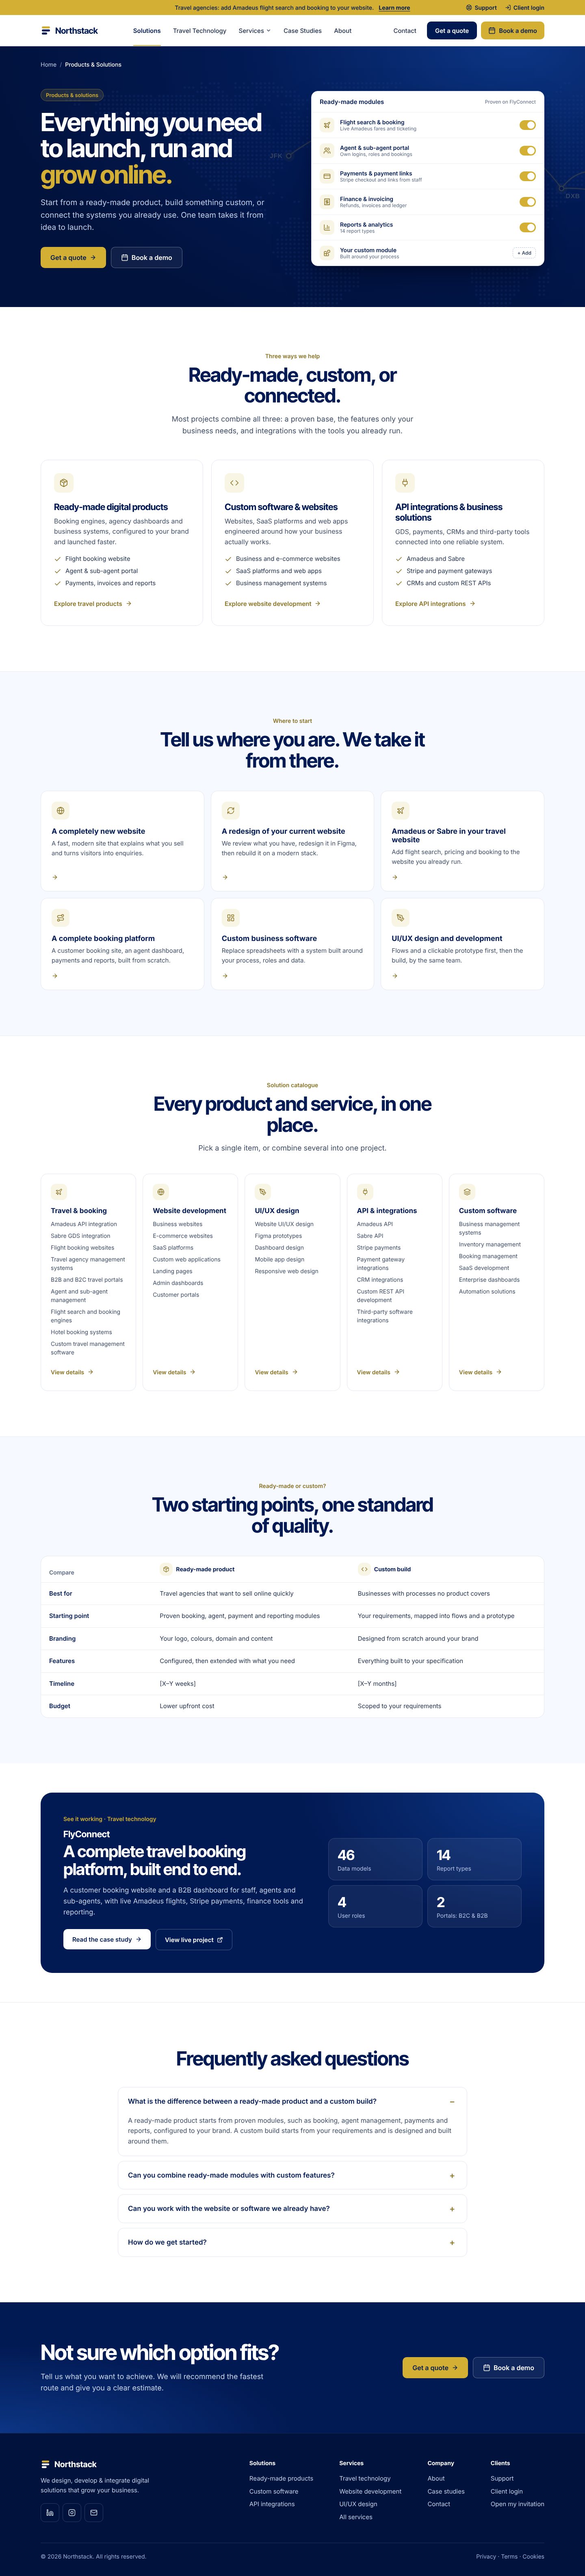 Travel agencies: add Amadeus flight search and booking to your website. Learn more
Support
Client login
Northstack
Solutions
Travel Technology
Services
Case Studies
About
Contact
Get a quote
Book a demo
Home / Products & Solutions
Products & solutions
Everything you need
to launch, run and
grow online.
Start from a ready-made product, build something custom, or
connect the systems you already use. One team takes it from
idea to launch.
Get a quote
Book a demo
JFK
DXB
Ready-made modules
Proven on FlyConnect
Flight search & booking
Live Amadeus fares and ticketing
Agent & sub-agent portal
Own logins, roles and bookings
Payments & payment links
Stripe checkout and links from staff
Finance & invoicing
Refunds, invoices and ledger
Reports & analytics
14 report types
Your custom module
Built around your process
+ Add
Three ways we help
Ready-made, custom, or
connected.
Most projects combine all three: a proven base, the features only your
business needs, and integrations with the tools you already run.
Ready-made digital products
Booking engines, agency dashboards and
business systems, configured to your brand
and launched faster.
Flight booking website
Agent & sub-agent portal
Payments, invoices and reports
Explore travel products
Custom software & websites
Websites, SaaS platforms and web apps
engineered around how your business
actually works.
Business and e-commerce websites
SaaS platforms and web apps
Business management systems
Explore website development
API integrations & business
solutions
GDS, payments, CRMs and third-party tools
connected into one reliable system.
Amadeus and Sabre
Stripe and payment gateways
CRMs and custom REST APIs
Explore API integrations
Where to start
Tell us where you are. We take it
from there.
A completely new website
A fast, modern site that explains what you sell
and turns visitors into enquiries.
A redesign of your current website
We review what you have, redesign it in Figma,
then rebuild it on a modern stack.
Amadeus or Sabre in your travel
website
Add flight search, pricing and booking to the
website you already run.
A complete booking platform
A customer booking site, an agent dashboard,
payments and reports, built from scratch.
Custom business software
Replace spreadsheets with a system built around
your process, roles and data.
UI/UX design and development
Flows and a clickable prototype first, then the
build, by the same team.
Solution catalogue
Every product and service, in one
place.
Pick a single item, or combine several into one project.
Travel & booking
Amadeus API integration
Sabre GDS integration
Flight booking websites
Travel agency management
systems
B2B and B2C travel portals
Agent and sub-agent
management
Flight search and booking
engines
Hotel booking systems
Custom travel management
software
View details
Website development
Business websites
E-commerce websites
SaaS platforms
Custom web applications
Landing pages
Admin dashboards
Customer portals
View details
UI/UX design
Website UI/UX design
Figma prototypes
Dashboard design
Mobile app design
Responsive web design
View details
API & integrations
Amadeus API
Sabre API
Stripe payments
Payment gateway
integrations
CRM integrations
Custom REST API
development
Third-party software
integrations
View details
Custom software
Business management
systems
Inventory management
Booking management
SaaS development
Enterprise dashboards
Automation solutions
View details
Ready-made or custom?
Two starting points, one standard
of quality.
Compare
Ready-made product
Custom build
Best for
Travel agencies that want to sell online quickly
Businesses with processes no product covers
Starting point
Proven booking, agent, payment and reporting modules
Your requirements, mapped into flows and a prototype
Branding
Your logo, colours, domain and content
Designed from scratch around your brand
Features
Configured, then extended with what you need
Everything built to your specification
Timeline
[X–Y weeks]
[X–Y months]
Budget
Lower upfront cost
Scoped to your requirements
See it working · Travel technology
FlyConnect
A complete travel booking
platform, built end to end.
A customer booking website and a B2B dashboard for staff, agents and
sub-agents, with live Amadeus flights, Stripe payments, finance tools and
reporting.
Read the case study
View live project
46
Data models
14
Report types
4
User roles
2
Portals: B2C & B2B
Frequently asked questions
What is the difference between a ready-made product and a custom build?
A ready-made product starts from proven modules, such as booking, agent management, payments and
reports, configured to your brand. A custom build starts from your requirements and is designed and built
around them.
Can you combine ready-made modules with custom features?
Can you work with the website or software we already have?
How do we get started?
Not sure which option fits?
Tell us what you want to achieve. We will recommend the fastest
route and give you a clear estimate.
Get a quote
Book a demo
Northstack
We design, develop & integrate digital
solutions that grow your business.
Solutions
Ready-made products
Custom software
API integrations
Services
Travel technology
Website development
UI/UX design
All services
Company
About
Case studies
Contact
Clients
Support
Client login
Open my invitation
© 2026 Northstack. All rights reserved.
Privacy · Terms · Cookies